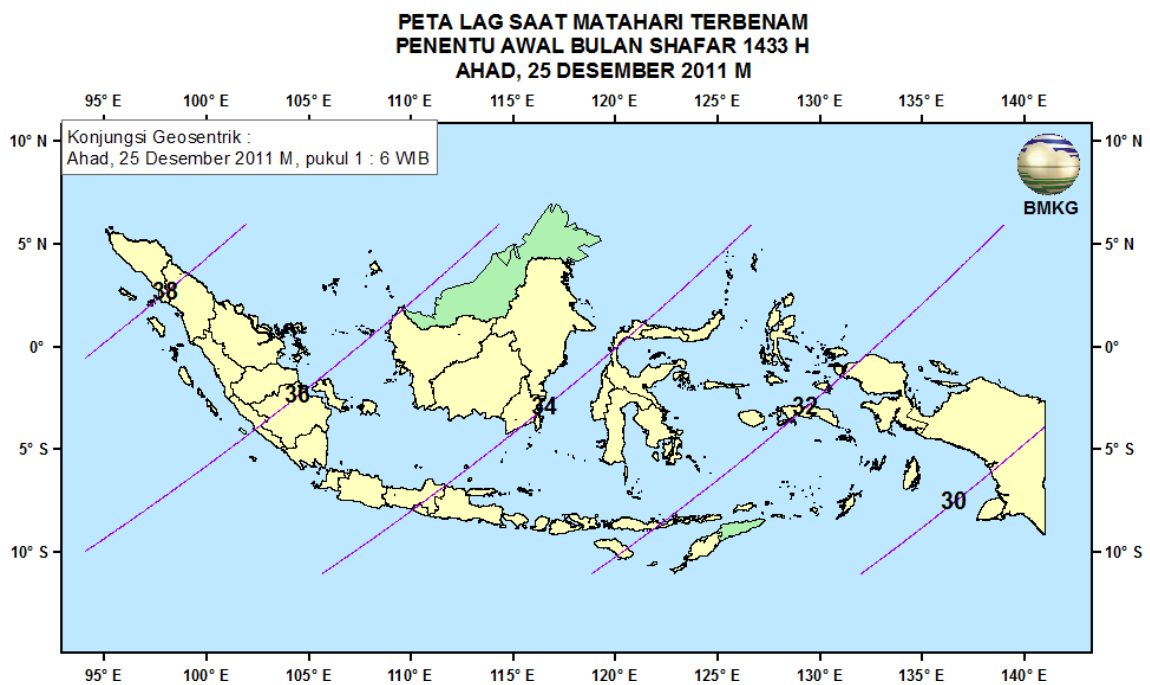 PETA LAG SAAT MATAHARI TERBENAM
PENENTU AWAL BULAN SHAFAR 1433 H
AHAD, 25 DESEMBER 2011 M
95° E 100° E 105° E 110° E 115° E 120° E 125° E 130° E 135° E 140° E
Konjungsi Geosentrik :
Ahad, 25 Desember 2011 M, pukul 1 : 6 WIB
10° N 10° N
BMKG
5° N 5° N
38
0° 0°
36 34 32
5° S 5° S
30
10° S 10° S
95° E 100° E 105° E 110° E 115° E 120° E 125° E 130° E 135° E 140° E